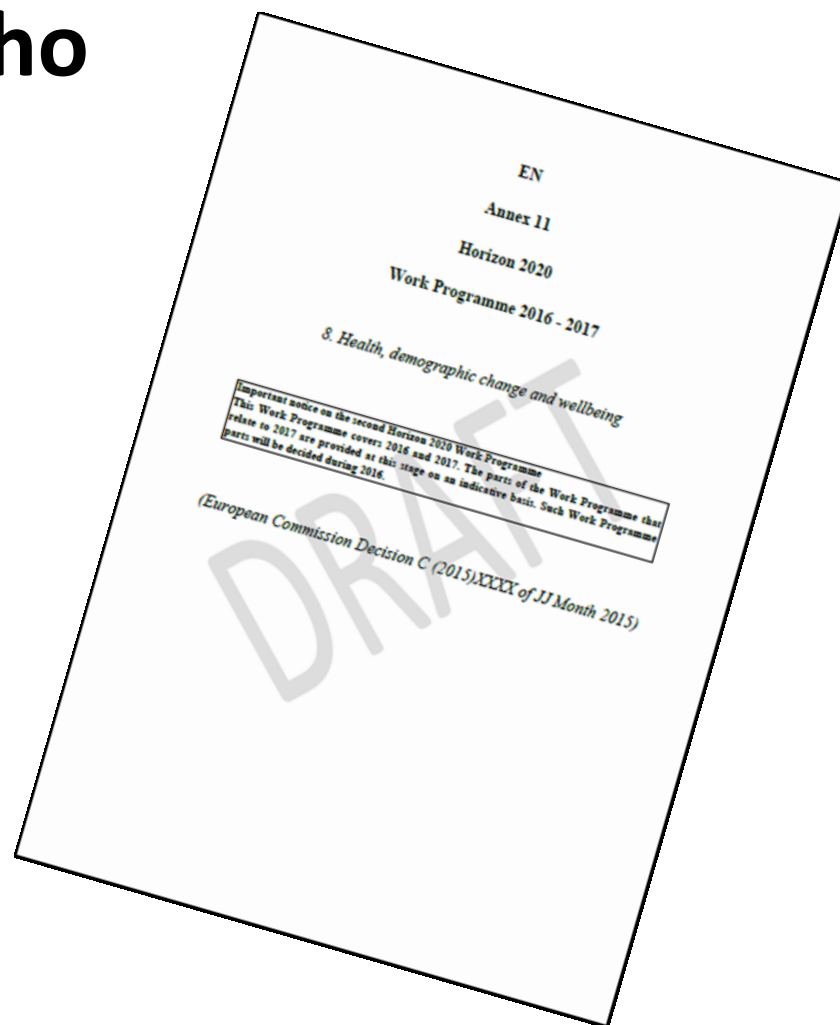 ho
EN
Annex 11
Horizon 2020
Work Programme 2016 - 2017
8. Health, demographic change and wellbeing
Important notice on the second Horizon 2020 Work Programme
This Work Programme covers 2016 and 2017. The parts of the Work Programme that
relate to 2017 are provided at this stage on an indicative basis. Such Work Programme
parts will be decided during 2016.
(European Commission Decision C (2015)XXXX of JJ Month 2015)
DRAFT